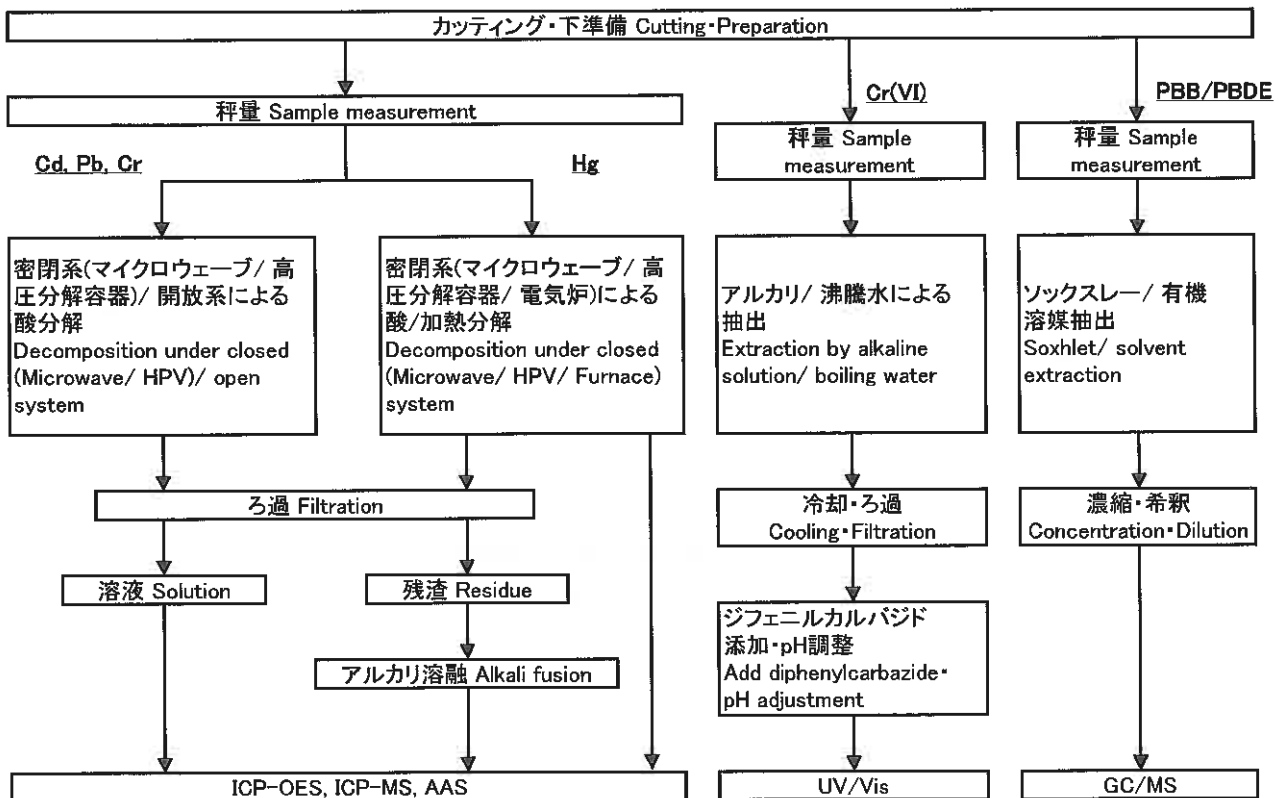 カッティング・下準備 Cutting・Preparation
秤量 Sample measurement
Cd, Pb, Cr
Hg
密閉系(マイクロウェーブ/ 高
圧分解容器)/ 開放系による
酸分解
Decomposition under closed
(Microwave/ HPV)/ open
system
密閉系(マイクロウェーブ/ 高
圧分解容器/ 電気炉)による
酸/加熱分解
Decomposition under closed
(Microwave/ HPV/ Furnace)
system
ろ過 Filtration
溶液 Solution
残渣 Residue
アルカリ溶融 Alkali fusion
ICP-OES, ICP-MS, AAS
Cr(VI)
秤量 Sample
measurement
アルカリ/ 沸騰水による
抽出
Extraction by alkaline
solution/ boiling water
冷却・ろ過
Cooling・Filtration
ジフェニルカルバジド
添加・pH調整
Add diphenylcarbazide・
pH adjustment
UV/Vis
PBB/PBDE
秤量 Sample
measurement
ソックスレー/ 有機
溶媒抽出
Soxhlet/ solvent
extraction
濃縮・希釈
Concentration・Dilution
GC/MS